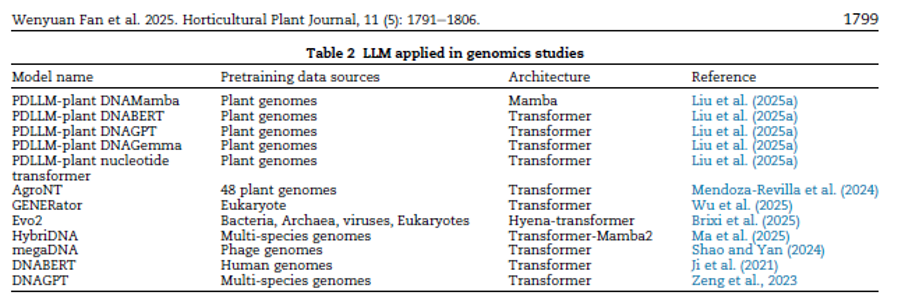 Wenyuan Fan et al. 2025. Horticultural Plant Journal, 11 (5): 1791–1806. 1799
Table 2 LLM applied in genomics studies
Model name Pretraining data sources Architecture Reference
PDLLM-plant DNAMamba Plant genomes Mamba Liu et al. (2025a)
PDLLM-plant DNABERT Plant genomes Transformer Liu et al. (2025a)
PDLLM-plant DNAGPT Plant genomes Transformer Liu et al. (2025a)
PDLLM-plant DNAGemma Plant genomes Transformer Liu et al. (2025a)
PDLLM-plant nucleotide Plant genomes Transformer Liu et al. (2025a)
transformer
AgroNT 48 plant genomes Transformer Mendoza-Revilla et al. (2024)
GENERator Eukaryote Transformer Wu et al. (2025)
Evo2 Bacteria, Archaea, viruses, Eukaryotes Hyena-transformer Brixi et al. (2025)
HybriDNA Multi-species genomes Transformer-Mamba2 Ma et al. (2025)
megaDNA Phage genomes Transformer Shao and Yan (2024)
DNABERT Human genomes Transformer Ji et al. (2021)
DNAGPT Multi-species genomes Transformer Zeng et al., 2023